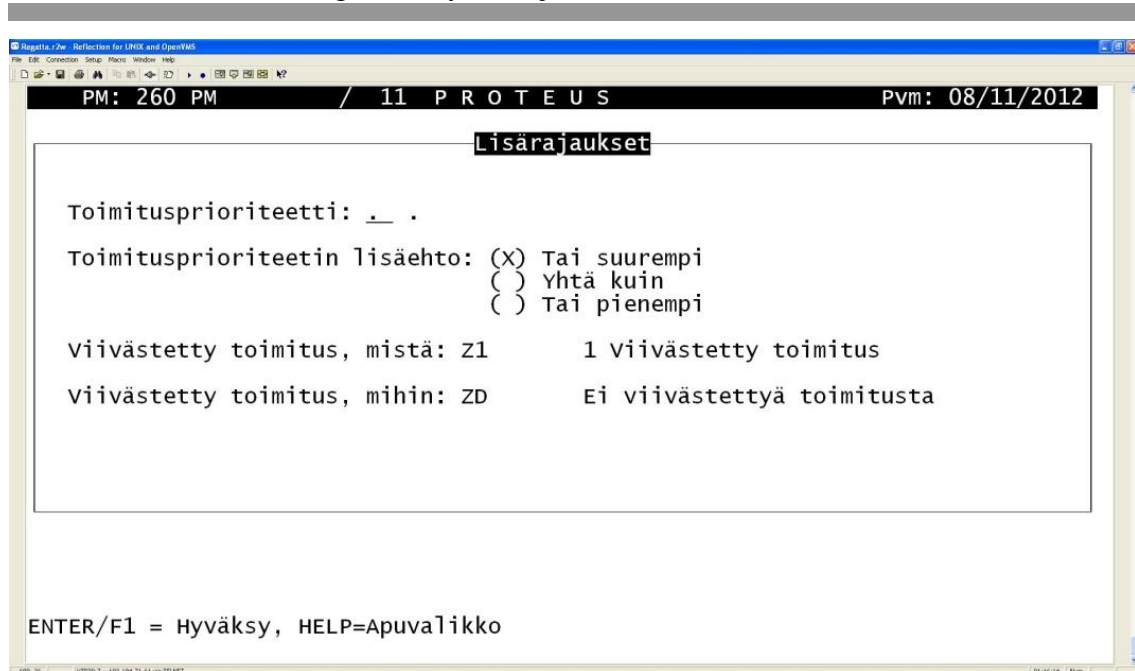 Regatta.r2w - Reflection for UNIX and OpenVMS
File Edit Connection Setup Macro Window Help
PM: 260 PM / 11 P R O T E U S Pvm: 08/11/2012
Lisärajaukset
Toimitusprioriteetti: .__ .
Toimitusprioriteetin lisäehto: (X) Tai suurempi
( ) Yhtä kuin
( ) Tai pienempi
Viivästetty toimitus, mistä: Z1 1 Viivästetty toimitus
Viivästetty toimitus, mihin: ZD Ei viivästettyä toimitusta
ENTER/F1 = Hyväksy, HELP=Apuvalikko